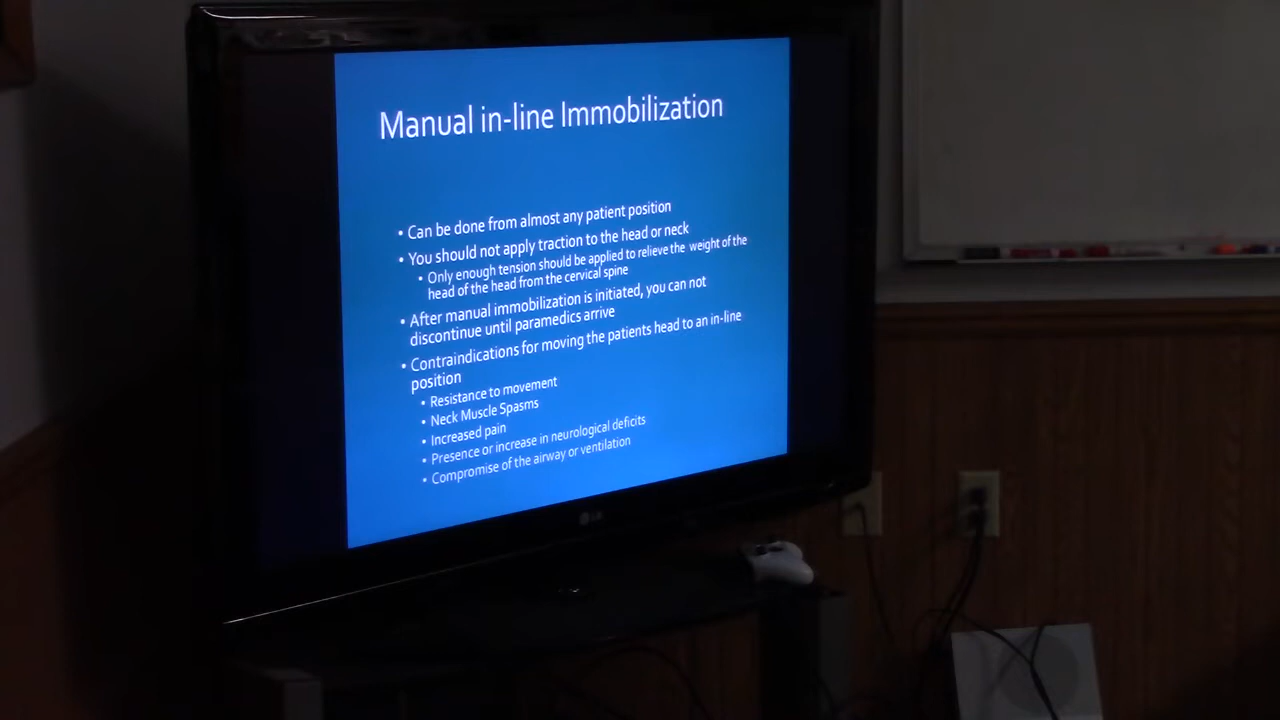 Manual in-line Immobilization
• Can be done from almost any patient position
• You should not apply traction to the head or neck
• Only enough tension should be applied to relieve the weight of the
head of the head from the cervical spine
• After manual immobilization is initiated, you can not
discontinue until paramedics arrive
• Contraindications for moving the patients head to an in-line
position
• Resistance to movement
• Neck Muscle Spasms
• Increased pain
• Presence or increase in neurological deficits
• Compromise of the airway or ventilation
LG